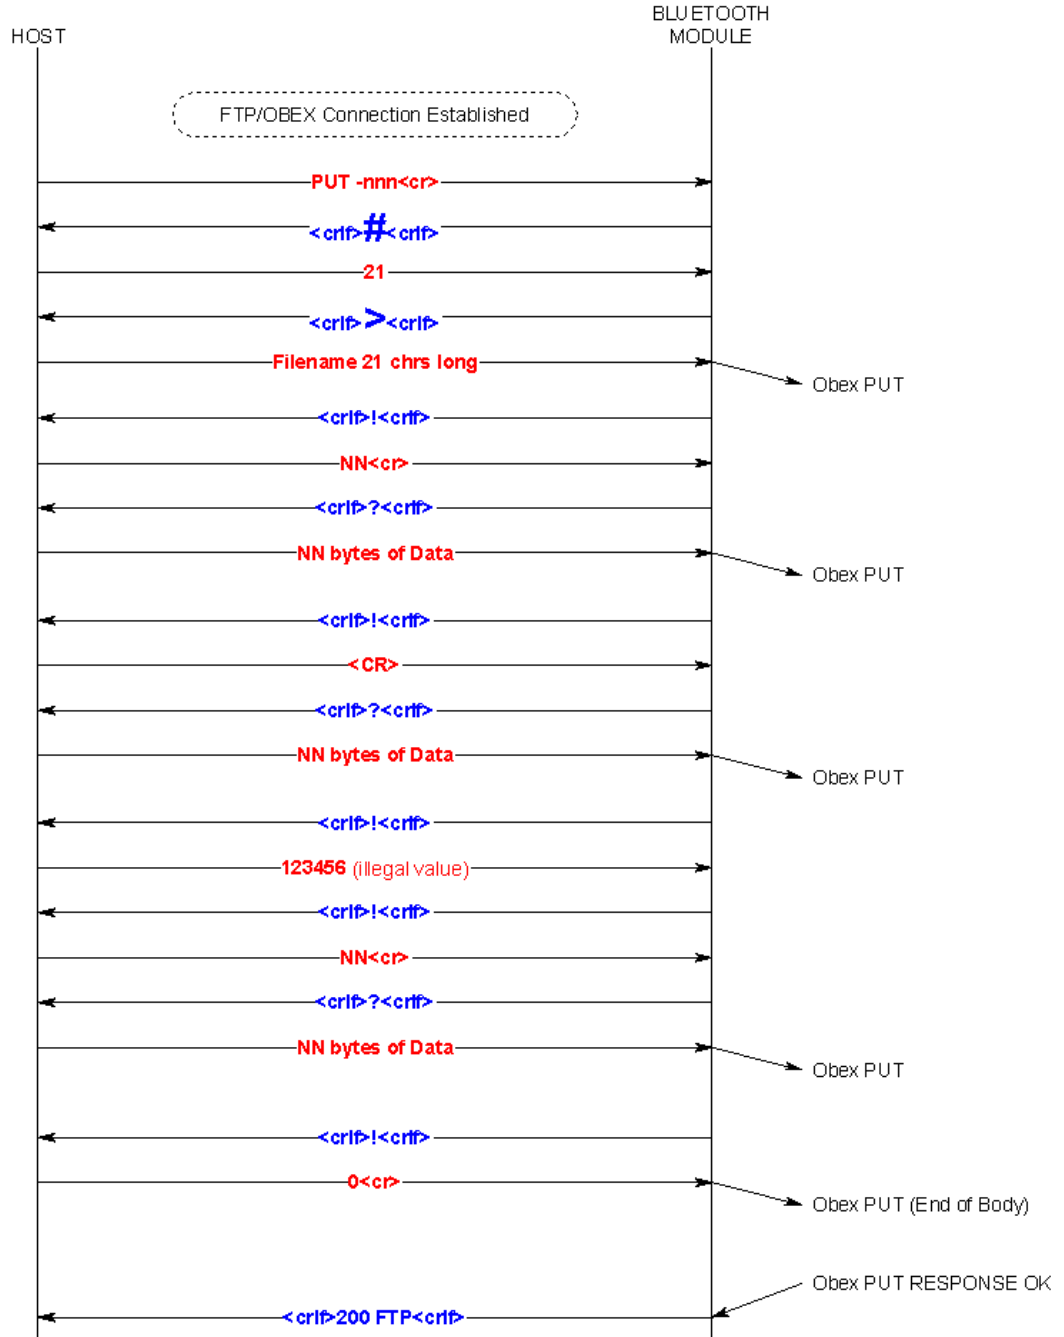 BLUETOOTH
HOST MODULE
FTP/OBEX Connection Established
PUT -nnn<cr>
<crlf>#<crlf>
21
<crlf>><crlf>
Filename 21 chrs long
Obex PUT
<crlf>!<crlf>
NN<cr>
<crlf>?<crlf>
NN bytes of Data
Obex PUT
<crlf>!<crlf>
<CR>
<crlf>?<crlf>
NN bytes of Data
Obex PUT
<crlf>!<crlf>
123456 (illegal value)
<crlf>!<crlf>
NN<cr>
<crlf>?<crlf>
NN bytes of Data
Obex PUT
<crlf>!<crlf>
0<cr>
Obex PUT (End of Body)
Obex PUT RESPONSE OK
<crlf>200 FTP<crlf>